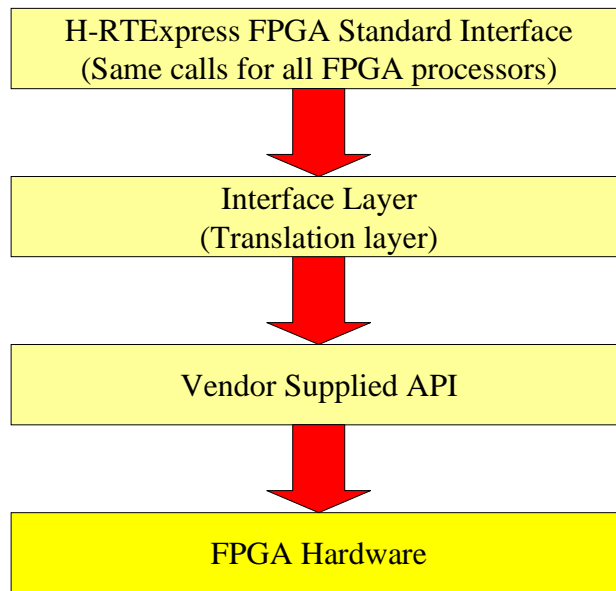 H-RTExpress FPGA Standard Interface
(Same calls for all FPGA processors)
Interface Layer
(Translation layer)
Vendor Supplied API
FPGA Hardware